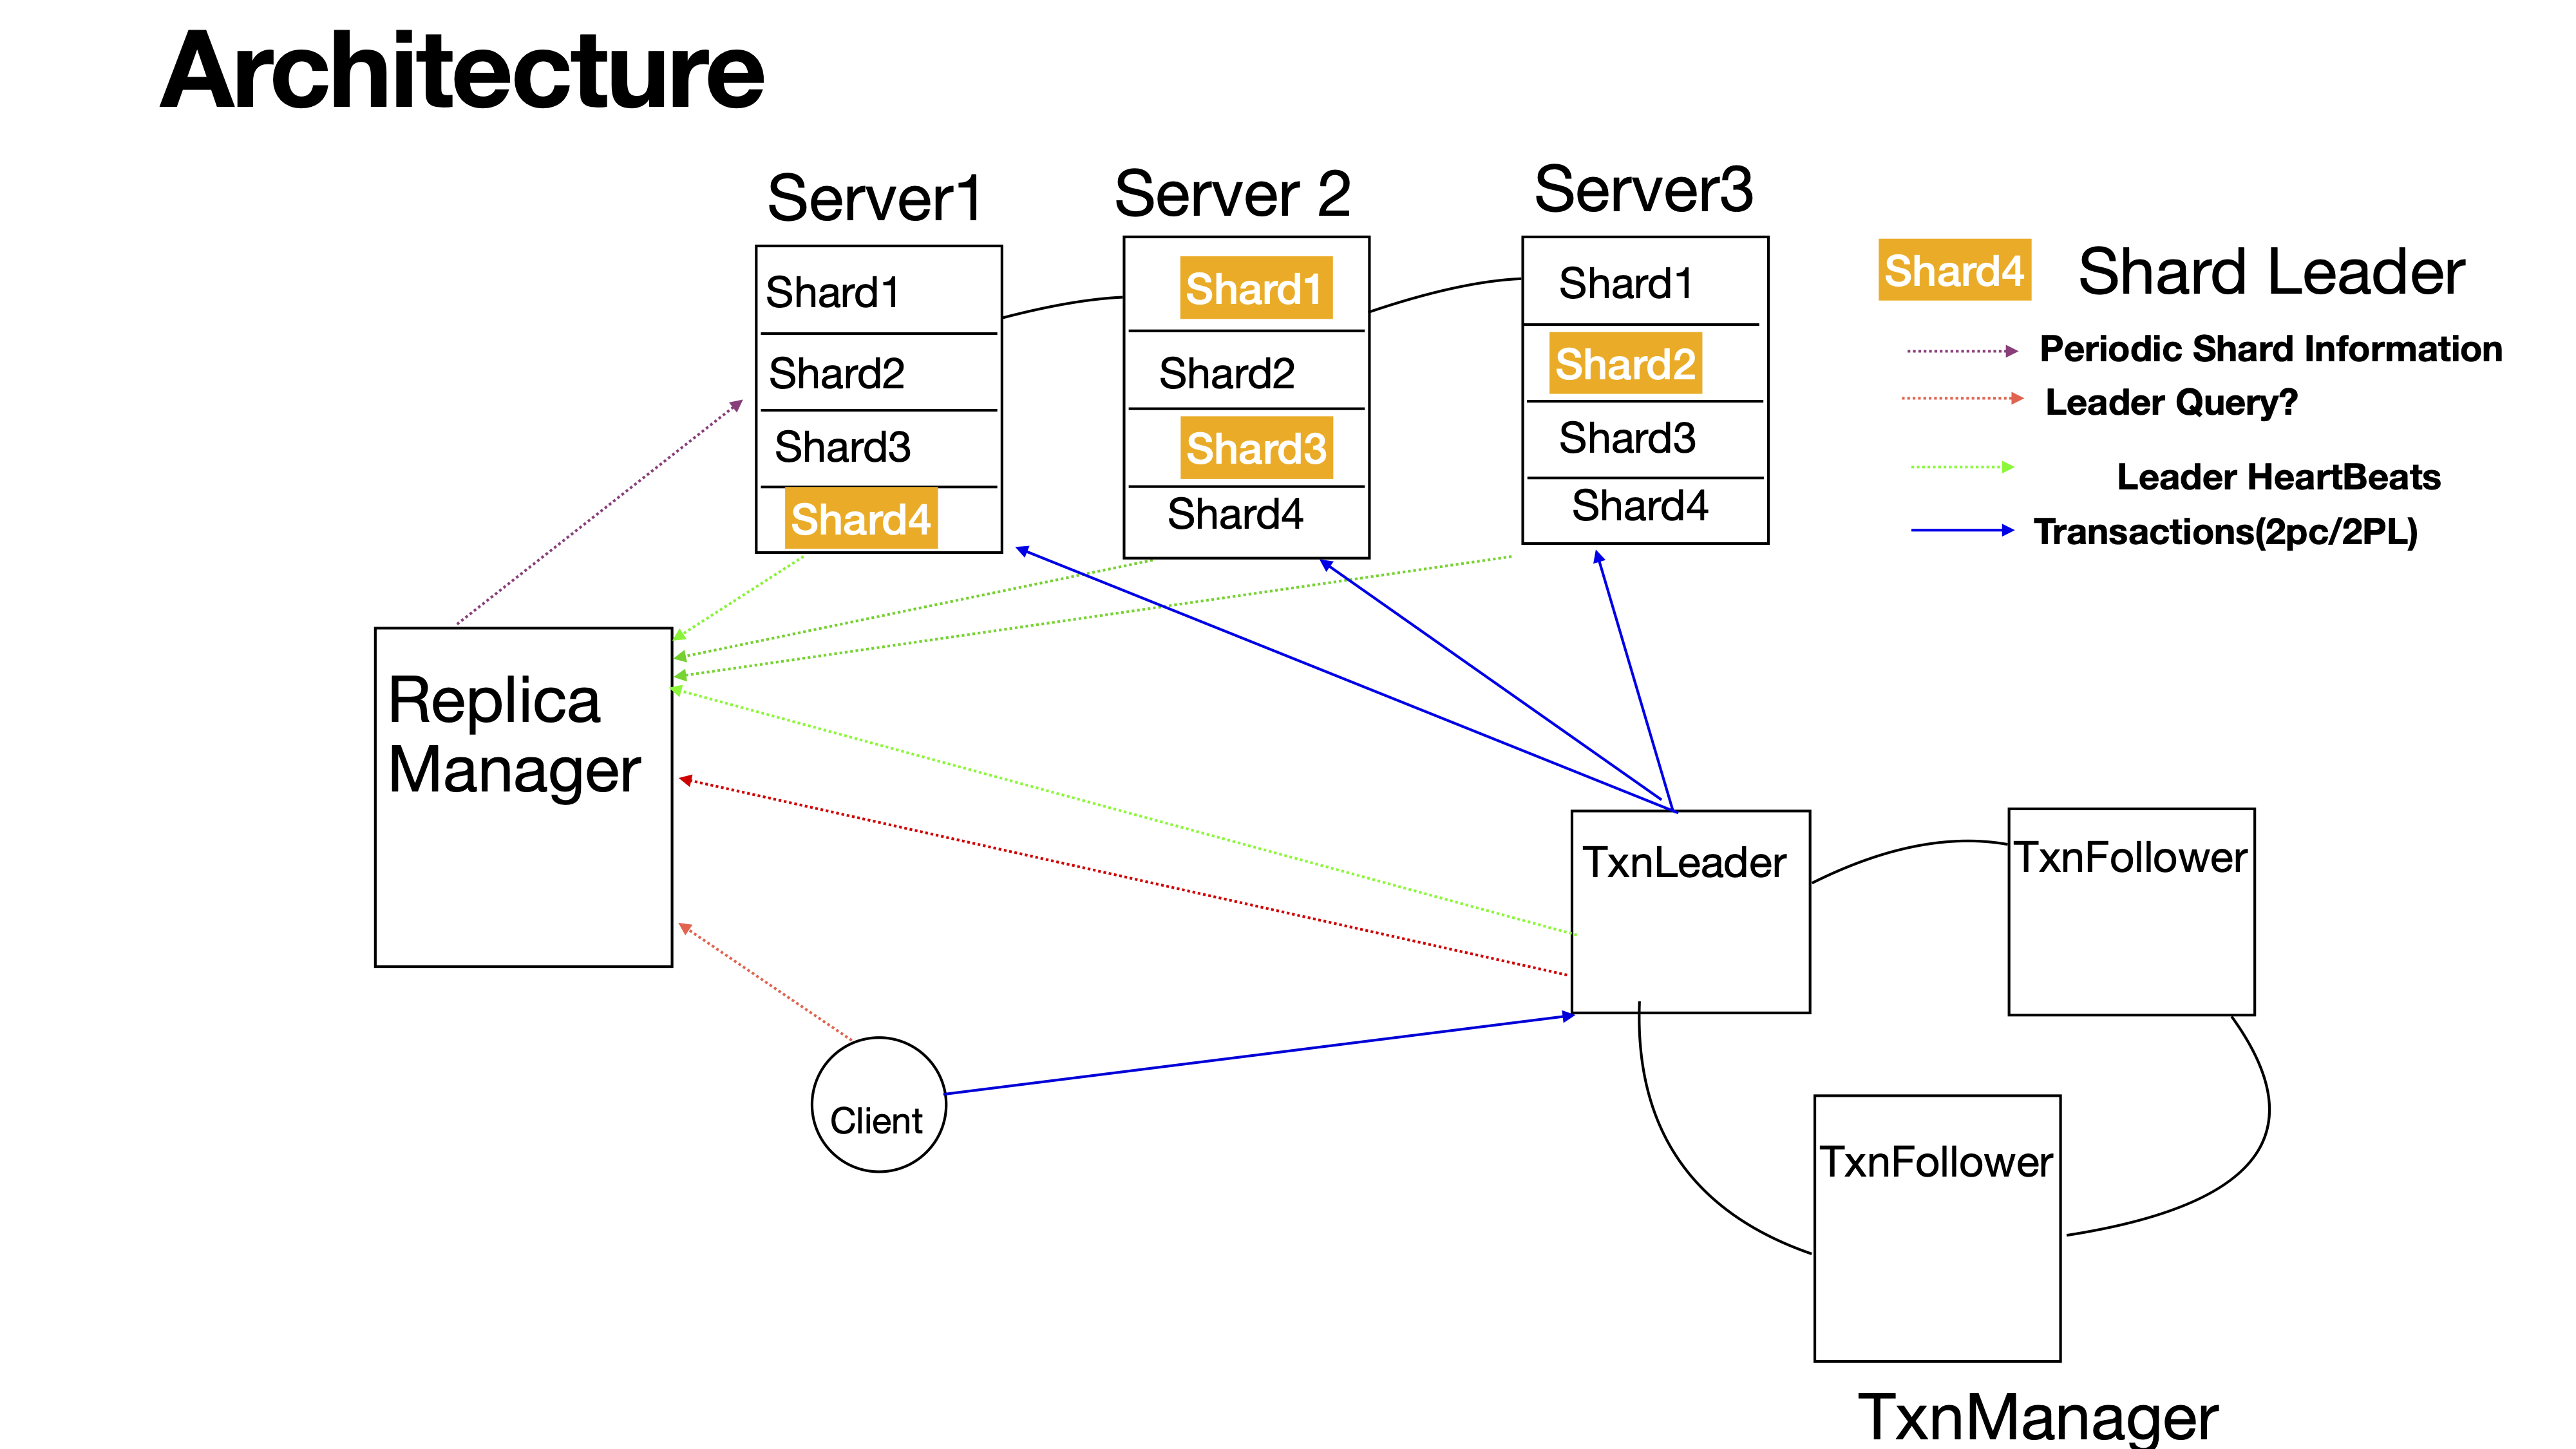 Architecture
Server1
Server 2
Server3
Shard1
Shard2
Shard3
Shard4
Shard1
Shard2
Shard3
Shard4
Shard1
Shard2
Shard3
Shard4
Shard4
Shard Leader
Periodic Shard Information
Leader Query?
Leader HeartBeats
Transactions(2pc/2PL)
Replica
Manager
TxnLeader
TxnFollower
Client
TxnFollower
TxnManager